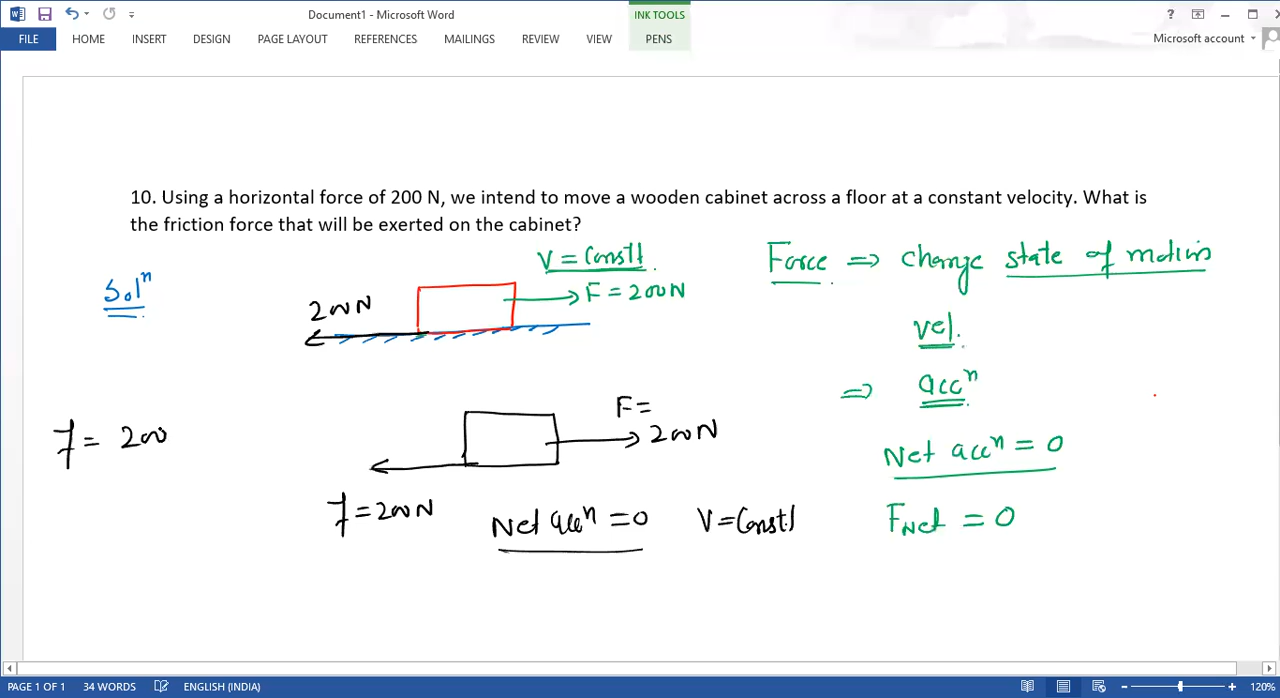 Document1 - Microsoft Word
INK TOOLS
?
FILE HOME INSERT DESIGN PAGE LAYOUT REFERENCES MAILINGS REVIEW VIEW PENS
Microsoft account
10. Using a horizontal force of 200 N, we intend to move a wooden cabinet across a floor at a constant velocity. What is
the friction force that will be exerted on the cabinet?
Solⁿ
V = Constt
200N
F = 200N
Force ⇒ change state of motion
vel.
⇒ accⁿ
Net accⁿ = 0
F_Net = 0
f = 200
F =
200N
f = 200N
Net accⁿ = 0 V = Constt
PAGE 1 OF 1 34 WORDS ENGLISH (INDIA) 120%